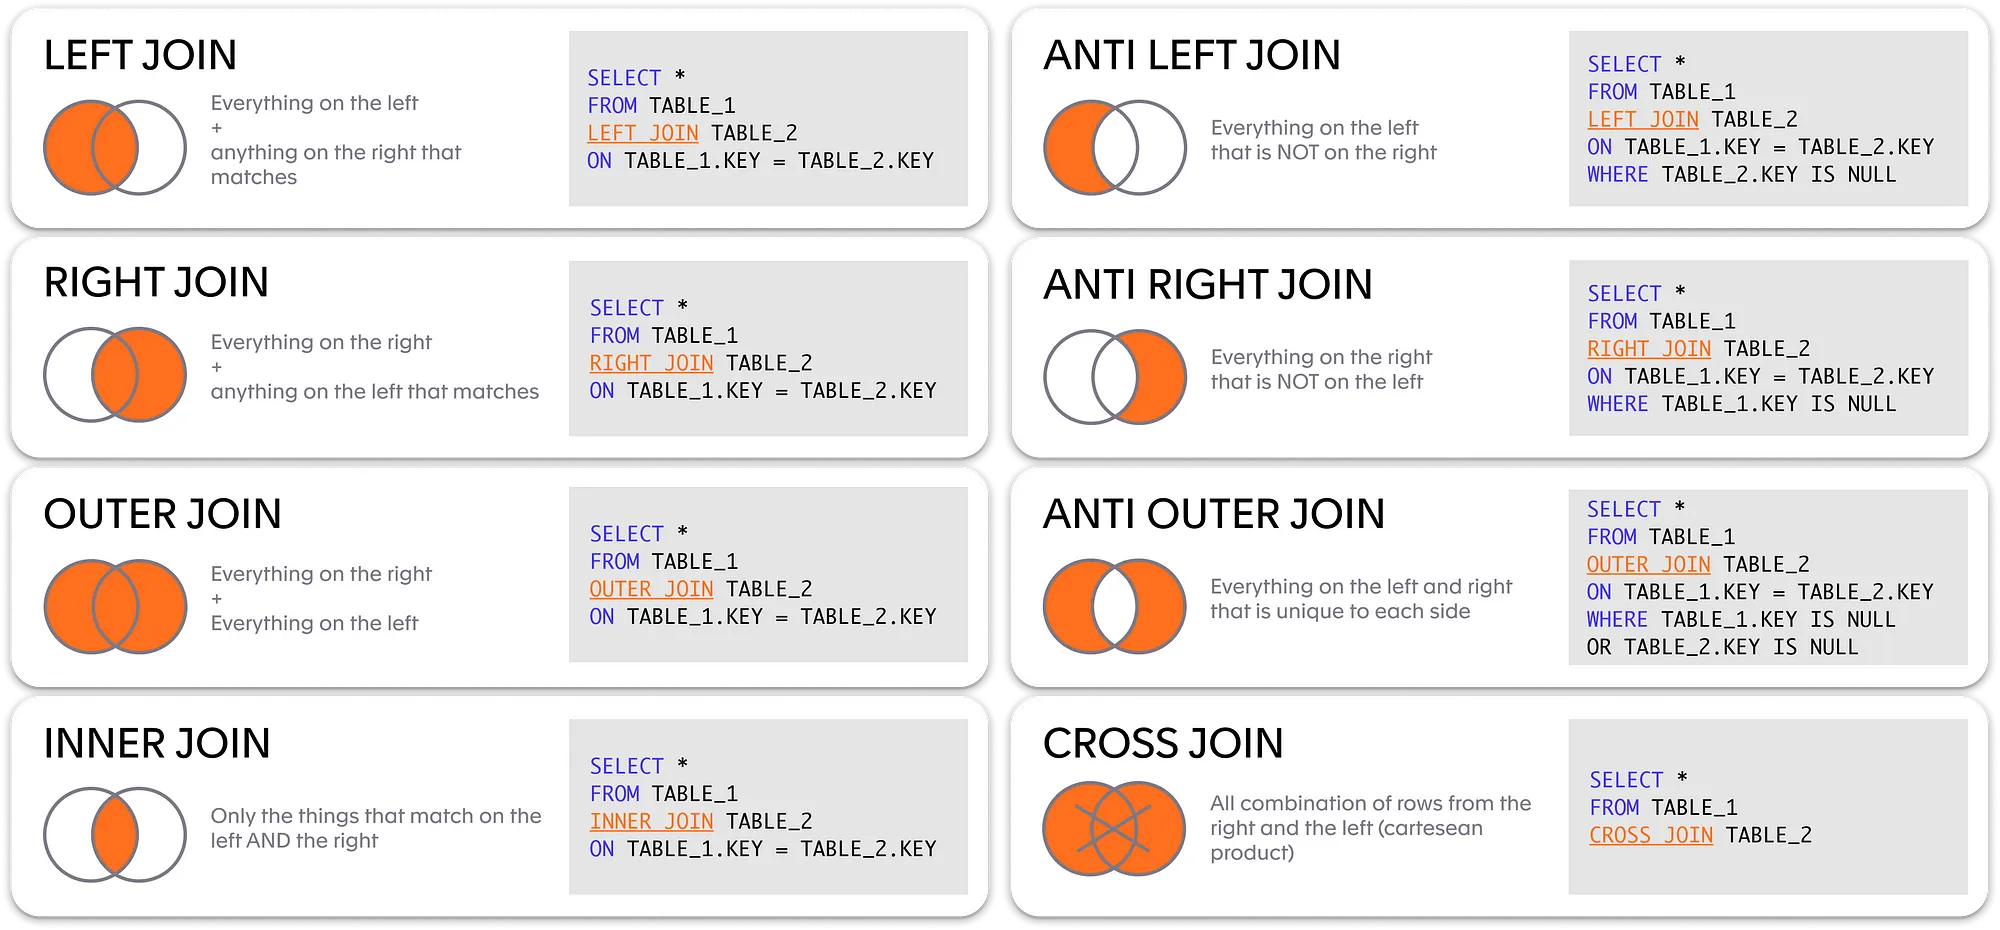 LEFT JOIN
Everything on the left
+
anything on the right that
matches
SELECT *
FROM TABLE_1
LEFT JOIN TABLE_2
ON TABLE_1.KEY = TABLE_2.KEY
ANTI LEFT JOIN
Everything on the left
that is NOT on the right
SELECT *
FROM TABLE_1
LEFT JOIN TABLE_2
ON TABLE_1.KEY = TABLE_2.KEY
WHERE TABLE_2.KEY IS NULL
RIGHT JOIN
Everything on the right
+
anything on the left that matches
SELECT *
FROM TABLE_1
RIGHT JOIN TABLE_2
ON TABLE_1.KEY = TABLE_2.KEY
ANTI RIGHT JOIN
Everything on the right
that is NOT on the left
SELECT *
FROM TABLE_1
RIGHT JOIN TABLE_2
ON TABLE_1.KEY = TABLE_2.KEY
WHERE TABLE_1.KEY IS NULL
OUTER JOIN
Everything on the right
+
Everything on the left
SELECT *
FROM TABLE_1
OUTER JOIN TABLE_2
ON TABLE_1.KEY = TABLE_2.KEY
ANTI OUTER JOIN
Everything on the left and right
that is unique to each side
SELECT *
FROM TABLE_1
OUTER JOIN TABLE_2
ON TABLE_1.KEY = TABLE_2.KEY
WHERE TABLE_1.KEY IS NULL
OR TABLE_2.KEY IS NULL
INNER JOIN
Only the things that match on the
left AND the right
SELECT *
FROM TABLE_1
INNER JOIN TABLE_2
ON TABLE_1.KEY = TABLE_2.KEY
CROSS JOIN
All combination of rows from the
right and the left (cartesean
product)
SELECT *
FROM TABLE_1
CROSS JOIN TABLE_2